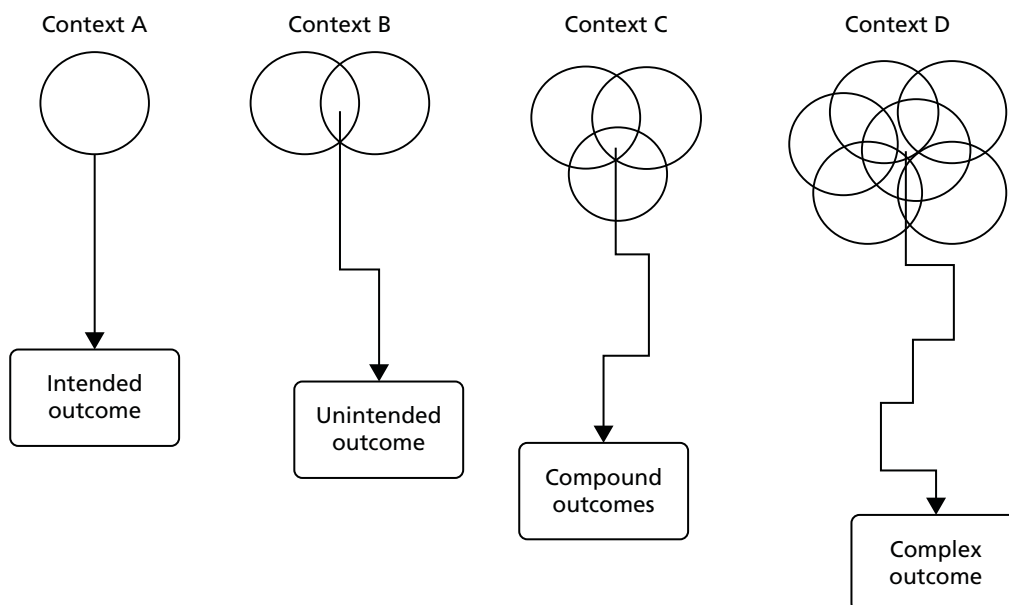 Context A
Context B
Context C
Context D
Intended
outcome
Unintended
outcome
Compound
outcomes
Complex
outcome